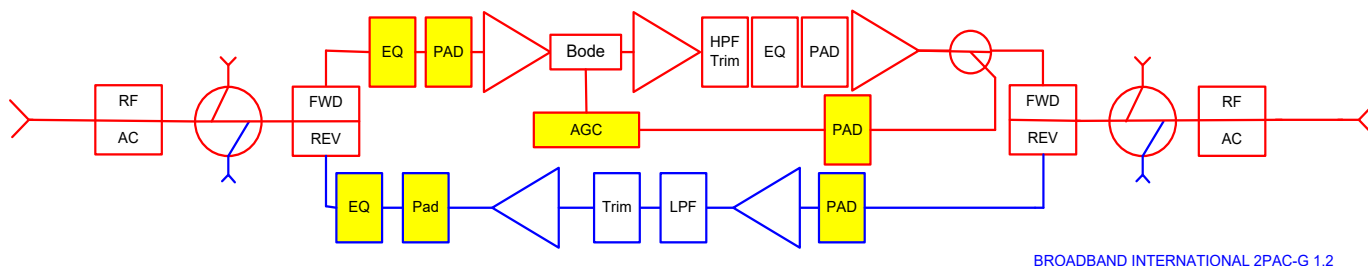 EQ
PAD
Bode
HPF
Trim
EQ
PAD
RF
AC
FWD
REV
AGC
PAD
FWD
REV
RF
AC
EQ
Pad
Trim
LPF
PAD
BROADBAND INTERNATIONAL 2PAC-G 1.2